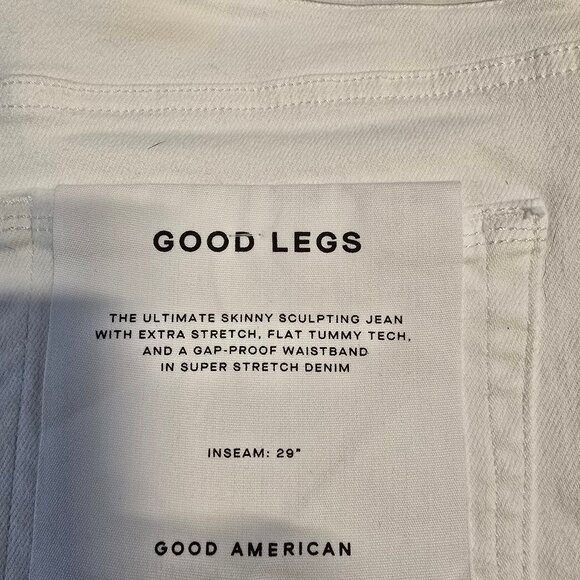 GOOD LEGS
THE ULTIMATE SKINNY SCULPTING JEAN
WITH EXTRA STRETCH, FLAT TUMMY TECH,
AND A GAP-PROOF WAISTBAND
IN SUPER STRETCH DENIM
INSEAM: 29"
GOOD AMERICAN